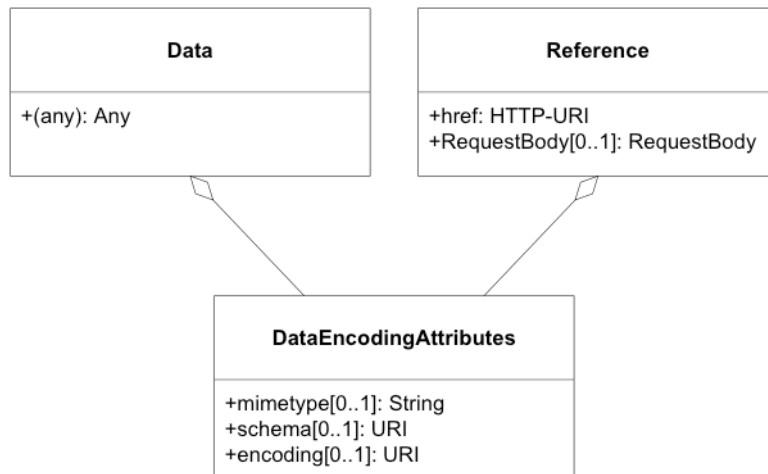 Data
+(any): Any
Reference
+href: HTTP-URI
+RequestBody[0..1]: RequestBody
DataEncodingAttributes
+mimetype[0..1]: String
+schema[0..1]: URI
+encoding[0..1]: URI